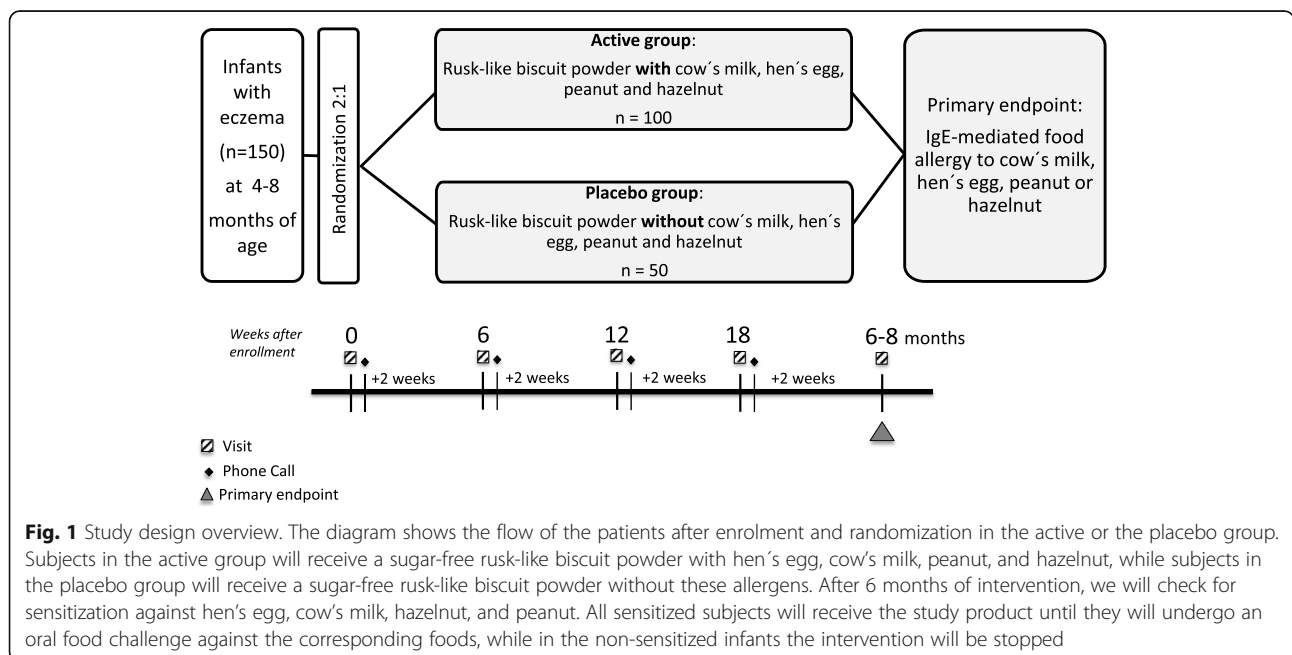 Infants
with
eczema
(n=150)
at 4-8
months of
age
Randomization 2:1
Active group:
Rusk-like biscuit powder with cow´s milk, hen´s egg,
peanut and hazelnut
n = 100
Placebo group:
Rusk-like biscuit powder without cow´s milk, hen´s
egg, peanut and hazelnut
n = 50
Primary endpoint:
IgE-mediated food
allergy to cow´s milk,
hen´s egg, peanut or
hazelnut
Weeks after
enrollment
0 6 12 18 6-8 months
+2 weeks +2 weeks +2 weeks +2 weeks
Visit
Phone Call
Primary endpoint
Fig. 1 Study design overview. The diagram shows the flow of the patients after enrolment and randomization in the active or the placebo group.
Subjects in the active group will receive a sugar-free rusk-like biscuit powder with hen´s egg, cow's milk, peanut, and hazelnut, while subjects in
the placebo group will receive a sugar-free rusk-like biscuit powder without these allergens. After 6 months of intervention, we will check for
sensitization against hen's egg, cow's milk, hazelnut, and peanut. All sensitized subjects will receive the study product until they will undergo an
oral food challenge against the corresponding foods, while in the non-sensitized infants the intervention will be stopped